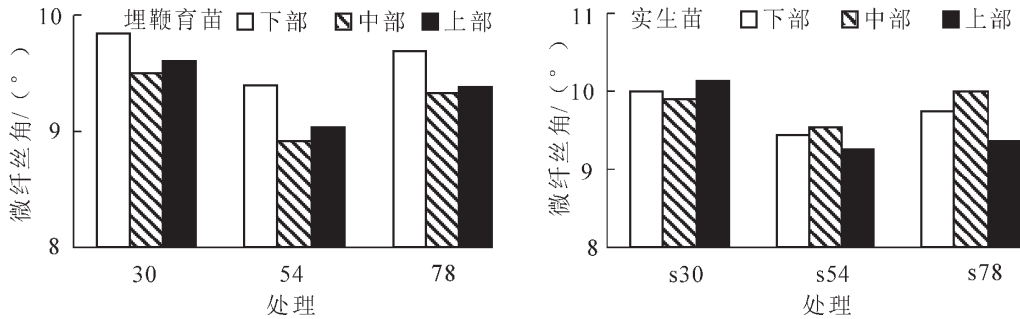 埋鞭育苗 下部 中部 上部
微纤丝角/(°)
10
9
8
30 54 78
处理
实生苗 下部 中部 上部
微纤丝角/(°)
11
10
9
8
s30 s54 s78
处理